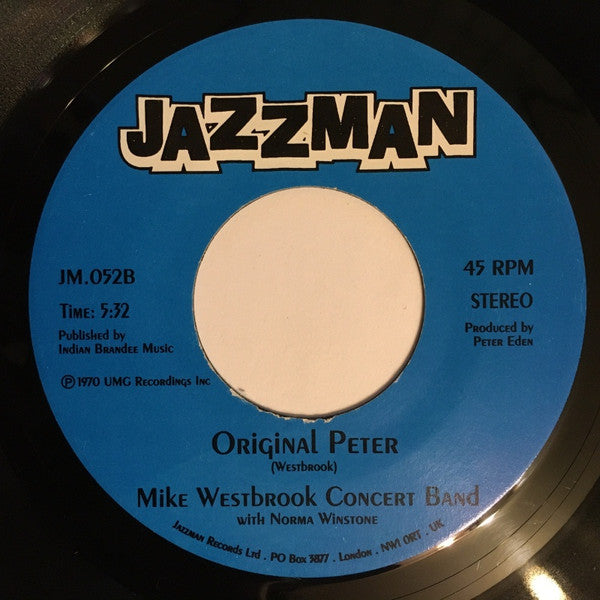 JAZZMAN
JM.052B
Time: 5:32
Published by
Indian Brandee Music
℗ 1970 UMG Recordings Inc
45 RPM
STEREO
Produced by
Peter Eden
Original Peter
(Westbrook)
Mike Westbrook Concert Band
with Norma Winstone
Jazzman Records Ltd . PO Box 3877 . London . NW1 0RT . UK